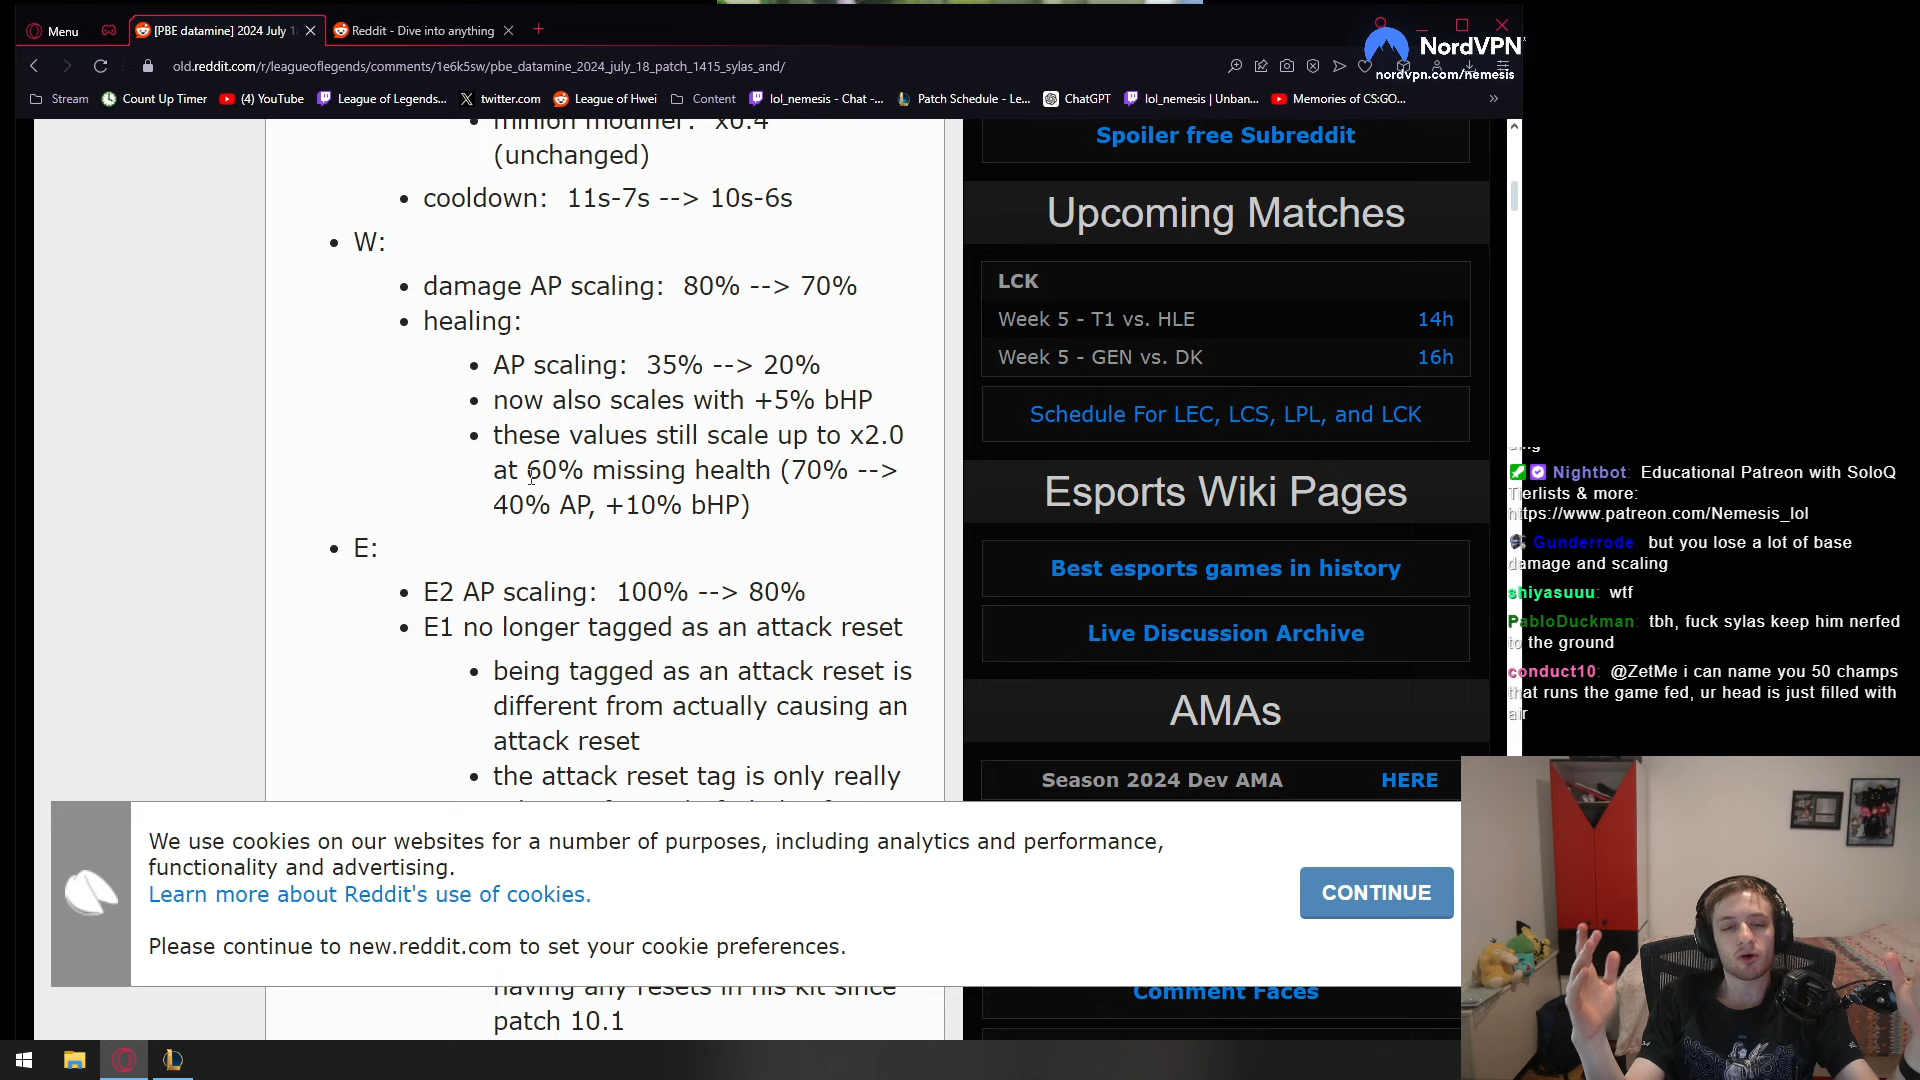 Menu
[PBE datamine] 2024 July 1
Reddit - Dive into anything
NordVPN
nordvpn.com/nemesis
old.reddit.com/r/leagueoflegends/comments/1e6k5sw/pbe_datamine_2024_july_18_patch_1415_sylas_and/
Stream
Count Up Timer
(4) YouTube
League of Legends...
twitter.com
League of Hwei
Content
lol_nemesis - Chat -...
Patch Schedule - Le...
ChatGPT
lol_nemesis | Unban...
Memories of CS:GO...
»
minion modifier: x0.4
(unchanged)
cooldown: 11s-7s --> 10s-6s
W:
damage AP scaling: 80% --> 70%
healing:
AP scaling: 35% --> 20%
now also scales with +5% bHP
these values still scale up to x2.0
at 60% missing health (70% -->
40% AP, +10% bHP)
E:
E2 AP scaling: 100% --> 80%
E1 no longer tagged as an attack reset
being tagged as an attack reset is
different from actually causing an
attack reset
the attack reset tag is only really
having any resets in his kit since
patch 10.1
Spoiler free Subreddit
Upcoming Matches
LCK
Week 5 - T1 vs. HLE 14h
Week 5 - GEN vs. DK 16h
Schedule For LEC, LCS, LPL, and LCK
Esports Wiki Pages
Best esports games in history
Live Discussion Archive
AMAs
Season 2024 Dev AMA HERE
Comment Faces
We use cookies on our websites for a number of purposes, including analytics and performance,
functionality and advertising.
Learn more about Reddit's use of cookies.
Please continue to new.reddit.com to set your cookie preferences.
CONTINUE
Nightbot: Educational Patreon with SoloQ
Tierlists & more:
https://www.patreon.com/Nemesis_lol
Gunderrode: but you lose a lot of base
damage and scaling
shiyasuuu: wtf
PabloDuckman: tbh, fuck sylas keep him nerfed
to the ground
conduct10: @ZetMe i can name you 50 champs
that runs the game fed, ur head is just filled with
air